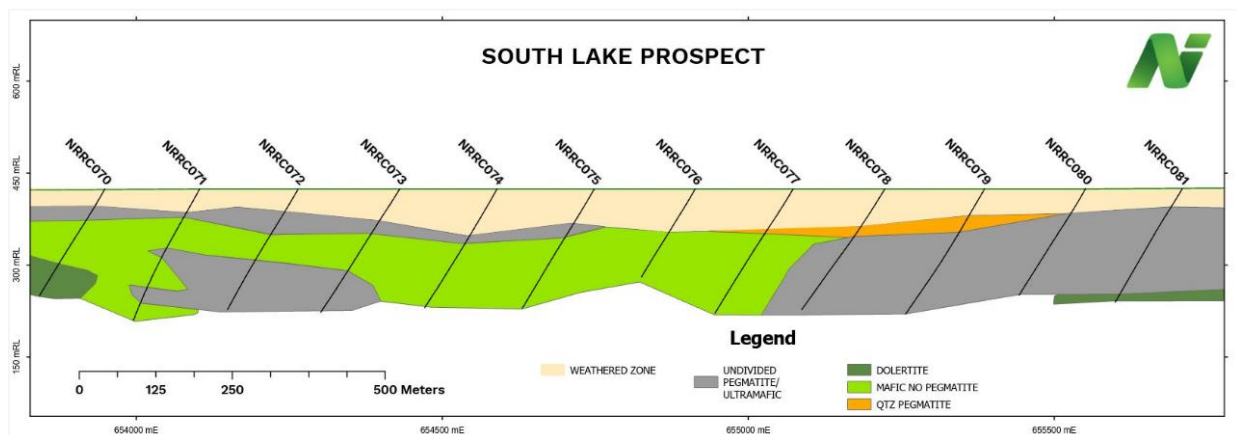 SOUTH LAKE PROSPECT
600 mRL
450 mRL
300 mRL
150 mRL
NRRC070
NRRC071
NRRC072
NRRC073
NRRC074
NRRC075
NRRC076
NRRC077
NRRC078
NRRC079
NRRC080
NRRC081
Legend
WEATHERED ZONE
UNDIVIDED
PEGMATITE/
ULTRAMAFIC
DOLERTITE
MAFIC NO PEGMATITE
QTZ PEGMATITE
0 125 250 500 Meters
654000 mE 654500 mE 655000 mE 655500 mE